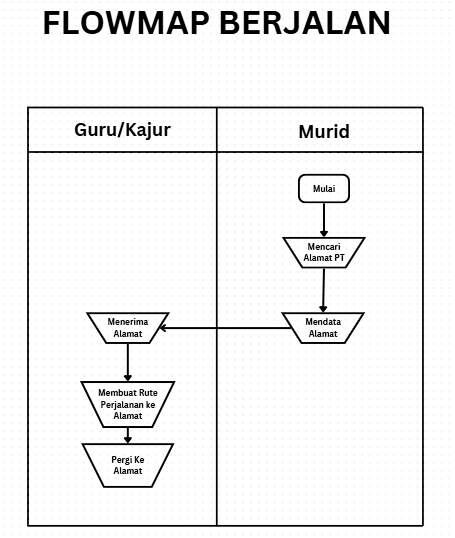 FLOWMAP BERJALAN
Guru/Kajur
Murid
Mulai
Mencari
Alamat PT
Mendata
Alamat
Menerima
Alamat
Membuat Rute
Perjalanan ke
Alamat
Pergi Ke
Alamat